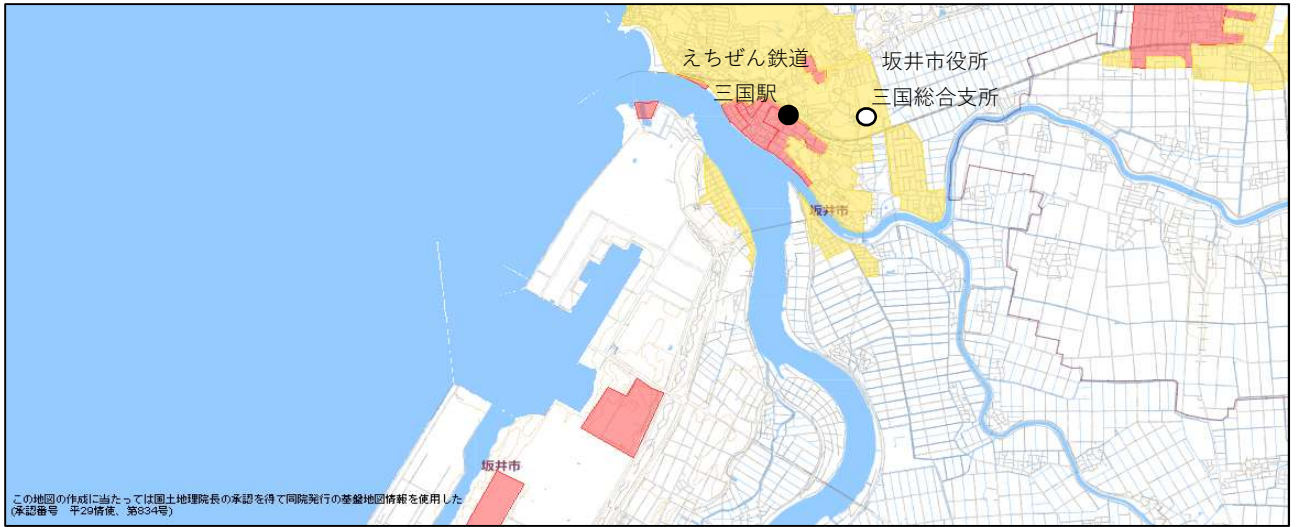 えちぜん鉄道
三国駅
坂井市役所
三国総合支所
坂井市
坂井市
この地図の作成に当たっては国土地理院長の承認を得て同院発行の基盤地図情報を使用した
(承認番号 平29情使、第834号)